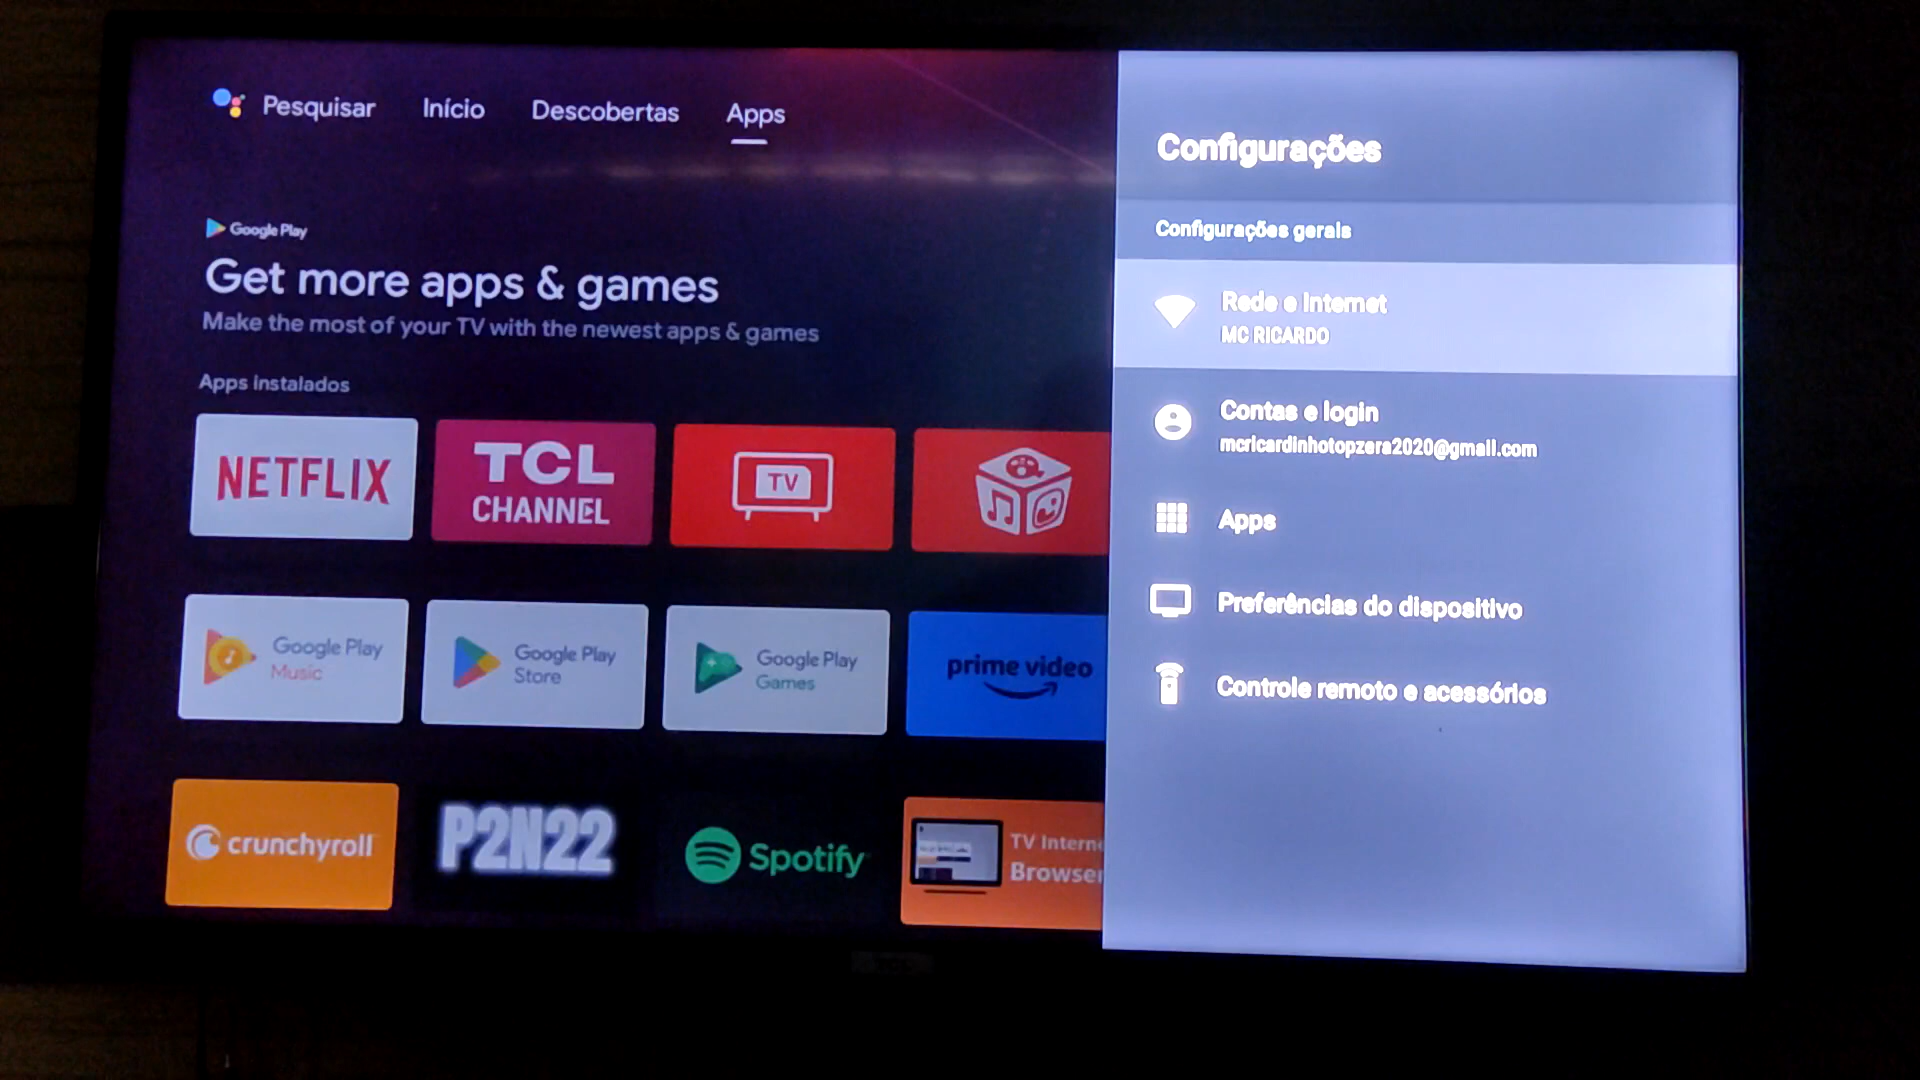 Pesquisar Início Descobertas Apps
Google Play
Get more apps & games
Make the most of your TV with the newest apps & games
Apps instalados
NETFLIX
TCL
CHANNEL
TV
Google Play
Music
Google Play
Store
Google Play
Games
prime video
crunchyroll
P2N22
Spotify
TV Interne
Browser
Configurações
Configurações gerais
Rede e Internet
MC RICARDO
Contas e login
mcricardinhotopzera2020@gmail.com
Apps
Preferências do dispositivo
Controle remoto e acessórios